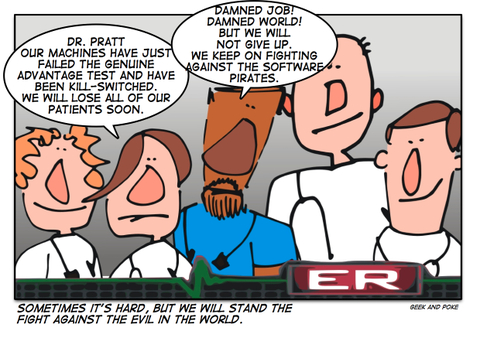 DR. PRATT
OUR MACHINES HAVE JUST
FAILED THE GENUINE
ADVANTAGE TEST AND HAVE
BEEN KILL-SWITCHED.
WE WILL LOSE ALL OF OUR
PATIENTS SOON.
DAMNED JOB!
DAMNED WORLD!
BUT WE WILL
NOT GIVE UP.
WE KEEP ON FIGHTING
AGAINST THE SOFTWARE
PIRATES.
ER
SOMETIMES IT'S HARD, BUT WE WILL STAND THE
FIGHT AGAINST THE EVIL IN THE WORLD.
GEEK AND POKE